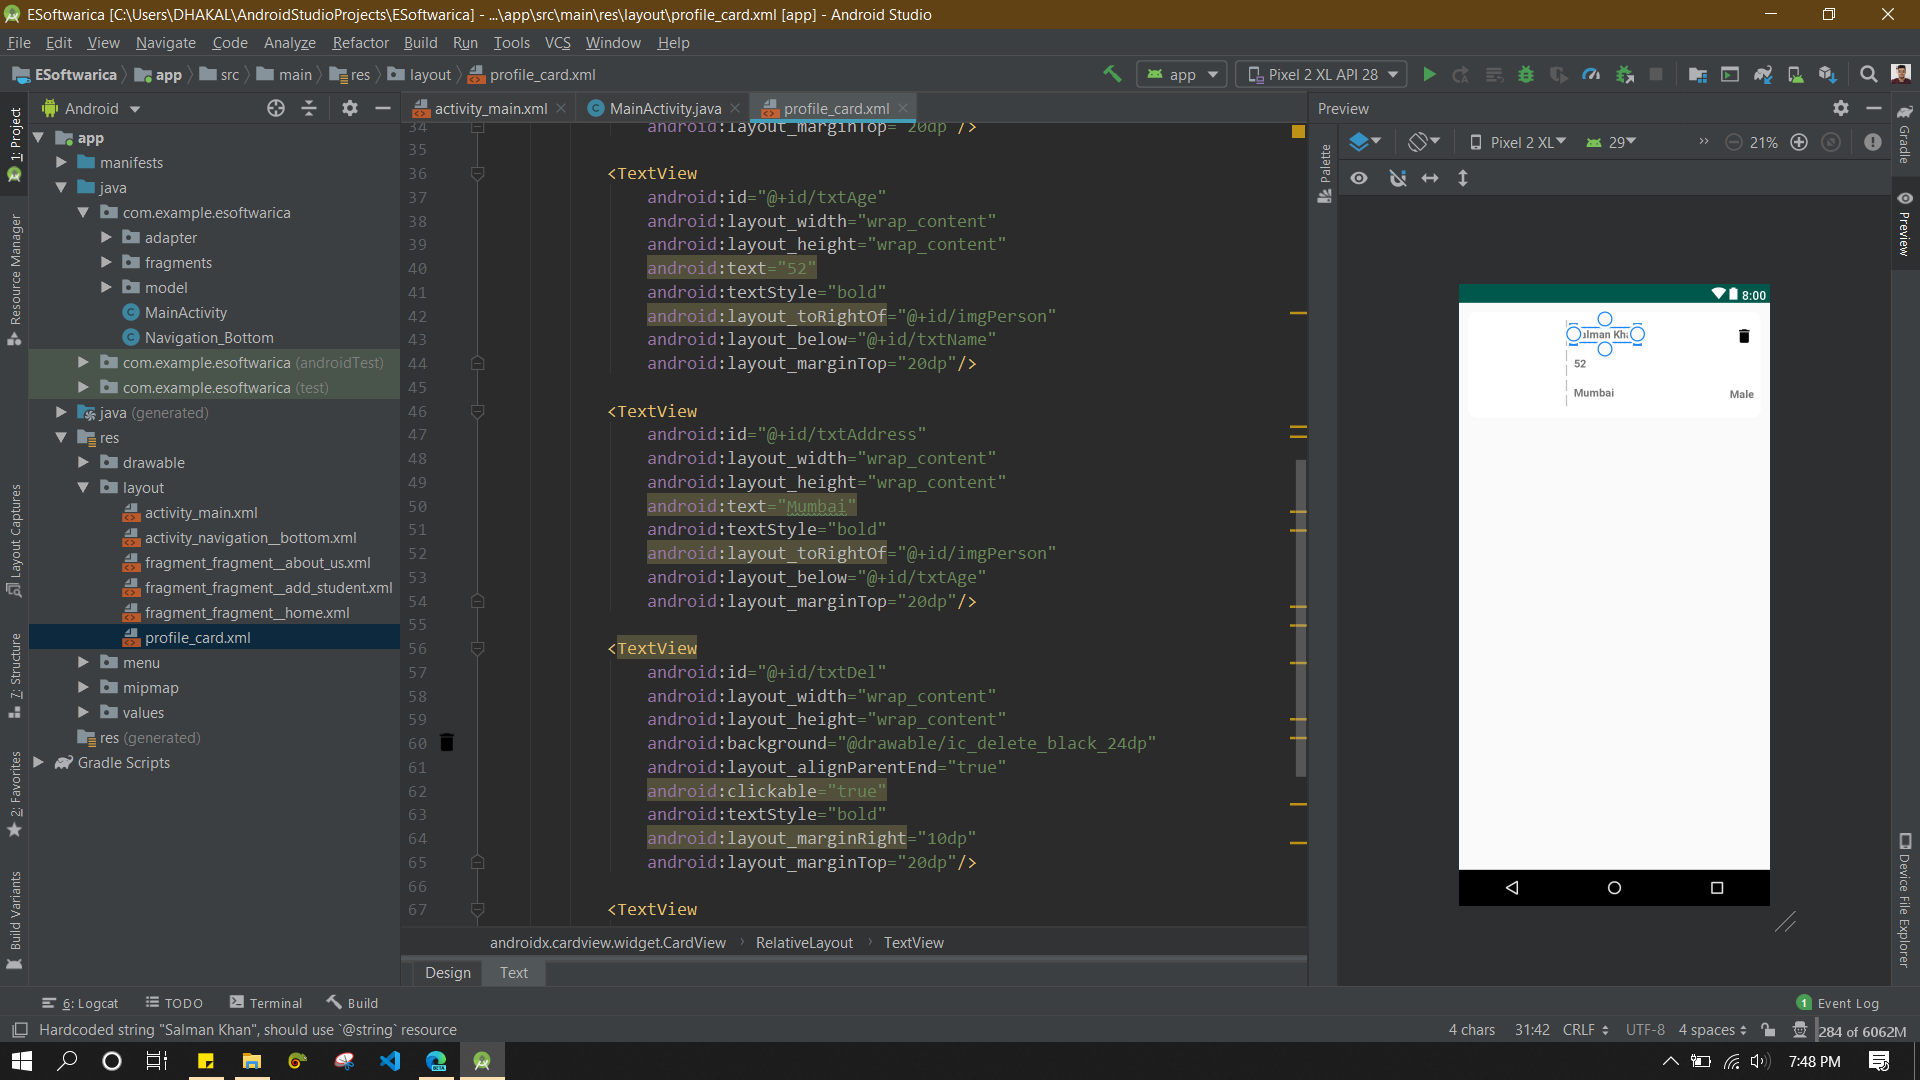 ESoftwarica [C:\Users\DHAKAL\AndroidStudioProjects\ESoftwarica] - ...\app\src\main\res\layout\profile_card.xml [app] - Android Studio
File Edit View Navigate Code Analyze Refactor Build Run Tools VCS Window Help
ESoftwarica app src main res layout profile_card.xml
app Pixel 2 XL API 28
Android
activity_main.xml MainActivity.java profile_card.xml
Preview
1: Project
Resource Manager
Layout Captures
7: Structure
2: Favorites
Build Variants
app
manifests
java
com.example.esoftwarica
adapter
fragments
model
MainActivity
Navigation_Bottom
com.example.esoftwarica (androidTest)
com.example.esoftwarica (test)
java (generated)
res
drawable
layout
activity_main.xml
activity_navigation__bottom.xml
fragment_fragment__about_us.xml
fragment_fragment__add_student.xml
fragment_fragment__home.xml
profile_card.xml
menu
mipmap
values
res (generated)
Gradle Scripts
34 android:layout_marginTop="20dp"/>
35
36 <TextView
37 android:id="@+id/txtAge"
38 android:layout_width="wrap_content"
39 android:layout_height="wrap_content"
40 android:text="52"
41 android:textStyle="bold"
42 android:layout_toRightOf="@+id/imgPerson"
43 android:layout_below="@+id/txtName"
44 android:layout_marginTop="20dp"/>
45
46 <TextView
47 android:id="@+id/txtAddress"
48 android:layout_width="wrap_content"
49 android:layout_height="wrap_content"
50 android:text="Mumbai"
51 android:textStyle="bold"
52 android:layout_toRightOf="@+id/imgPerson"
53 android:layout_below="@+id/txtAge"
54 android:layout_marginTop="20dp"/>
55
56 <TextView
57 android:id="@+id/txtDel"
58 android:layout_width="wrap_content"
59 android:layout_height="wrap_content"
60 android:background="@drawable/ic_delete_black_24dp"
61 android:layout_alignParentEnd="true"
62 android:clickable="true"
63 android:textStyle="bold"
64 android:layout_marginRight="10dp"
65 android:layout_marginTop="20dp"/>
66
67 <TextView
androidx.cardview.widget.CardView RelativeLayout TextView
Design Text
Palette
Pixel 2 XL 29 21%
8:00
alman Kh
52
Mumbai Male
Gradle
Preview
Device File Explorer
6: Logcat TODO Terminal Build
1 Event Log
Hardcoded string "Salman Khan", should use `@string` resource
4 chars 31:42 CRLF UTF-8 4 spaces 284 of 6062M
BETA
7:48 PM